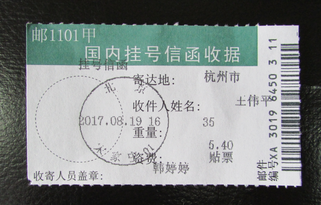 邮1101甲
国内挂号信函收据
挂号信函
寄达地: 杭州市
收件人姓名: 王伟平
2017.08.19 16
35
重量:
5.40
资费: 贴票
韩婷婷
收寄人员盖章:
北京
邮件编号XA 3019 6450 3 11